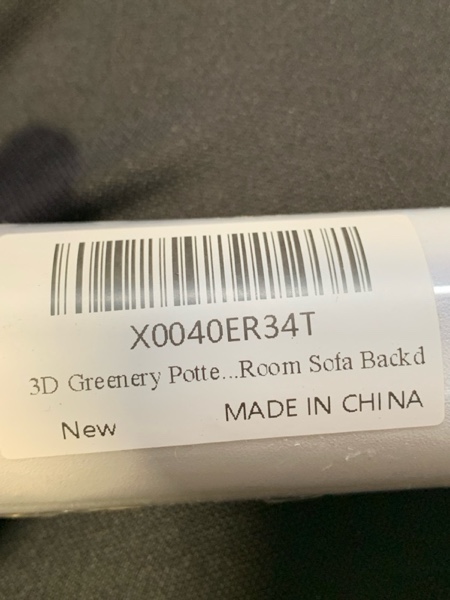 X0040ER34T
3D Greenery Potte...Room Sofa Backd
New
MADE IN CHINA